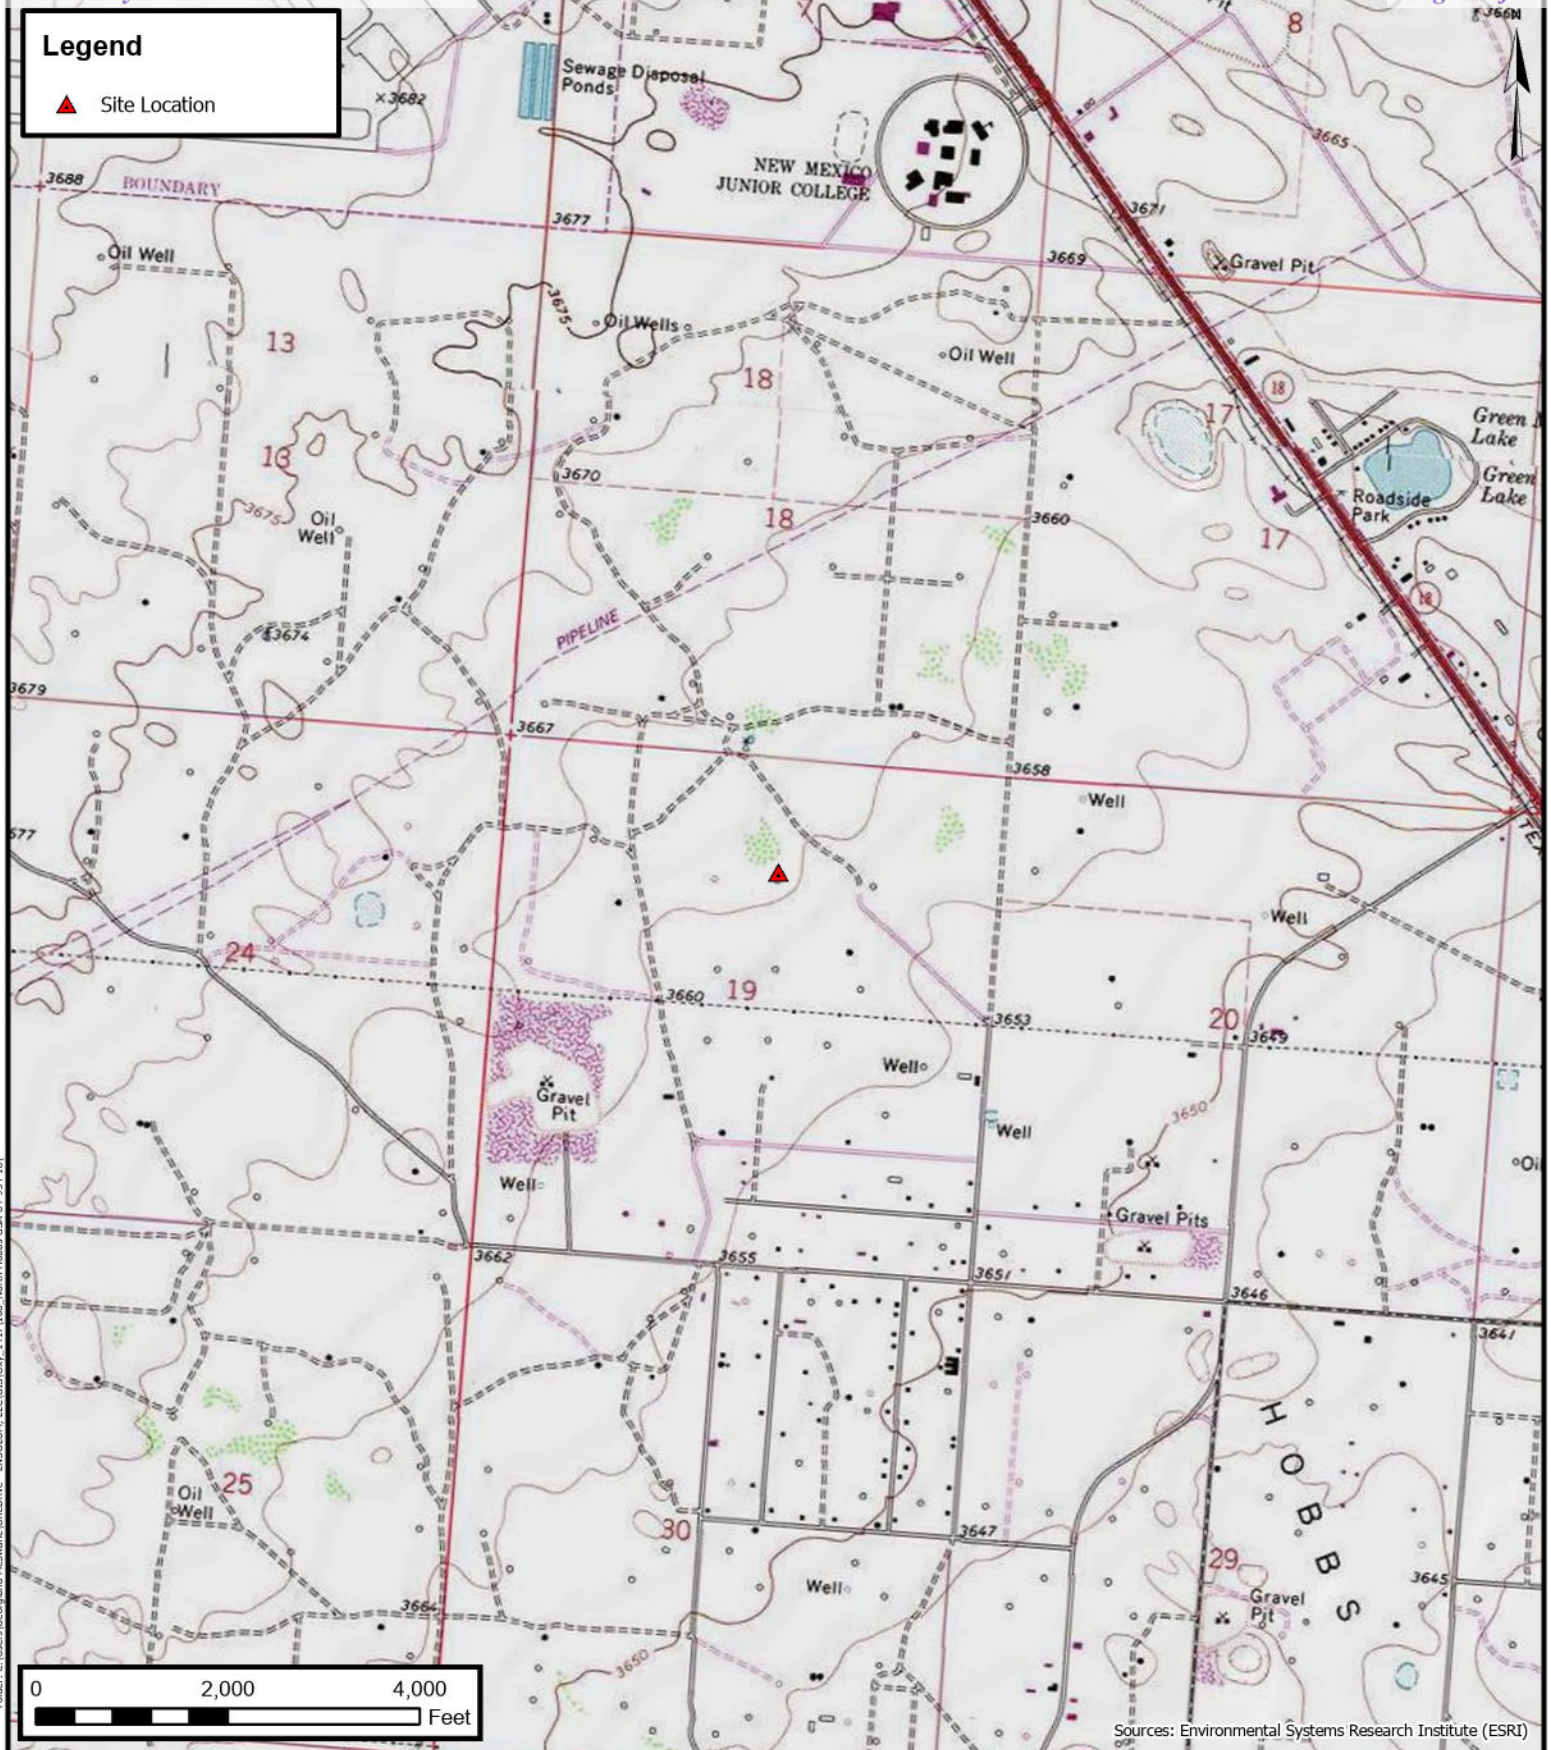 Legend
Site Location
Sewage Disposal
Ponds
3682
3688
BOUNDARY
3677
NEW MEXICO
JUNIOR COLLEGE
7
8
N
3665
3671
3669
Gravel Pit
Oil Well
13
3675
Oil Wells
18
Oil Well
18
17
Green
Lake
13
3670
Green
Lake
3675
Oil
Well
18
3660
Roadside
Park
17
18
3674
PIPELINE
3679
3667
3658
Well
Well
24
3660
19
3653
20
3649
Well
Gravel
Pit
3650
Well
Well
Gravel Pits
3662
3655
3651
3646
3641
HOBBS
25
Oil
Well
30
3647
29
Well
3645
Gravel
Pit
3664
3650
0 2,000 4,000
Feet
Sources: Environmental Systems Research Institute (ESRI)